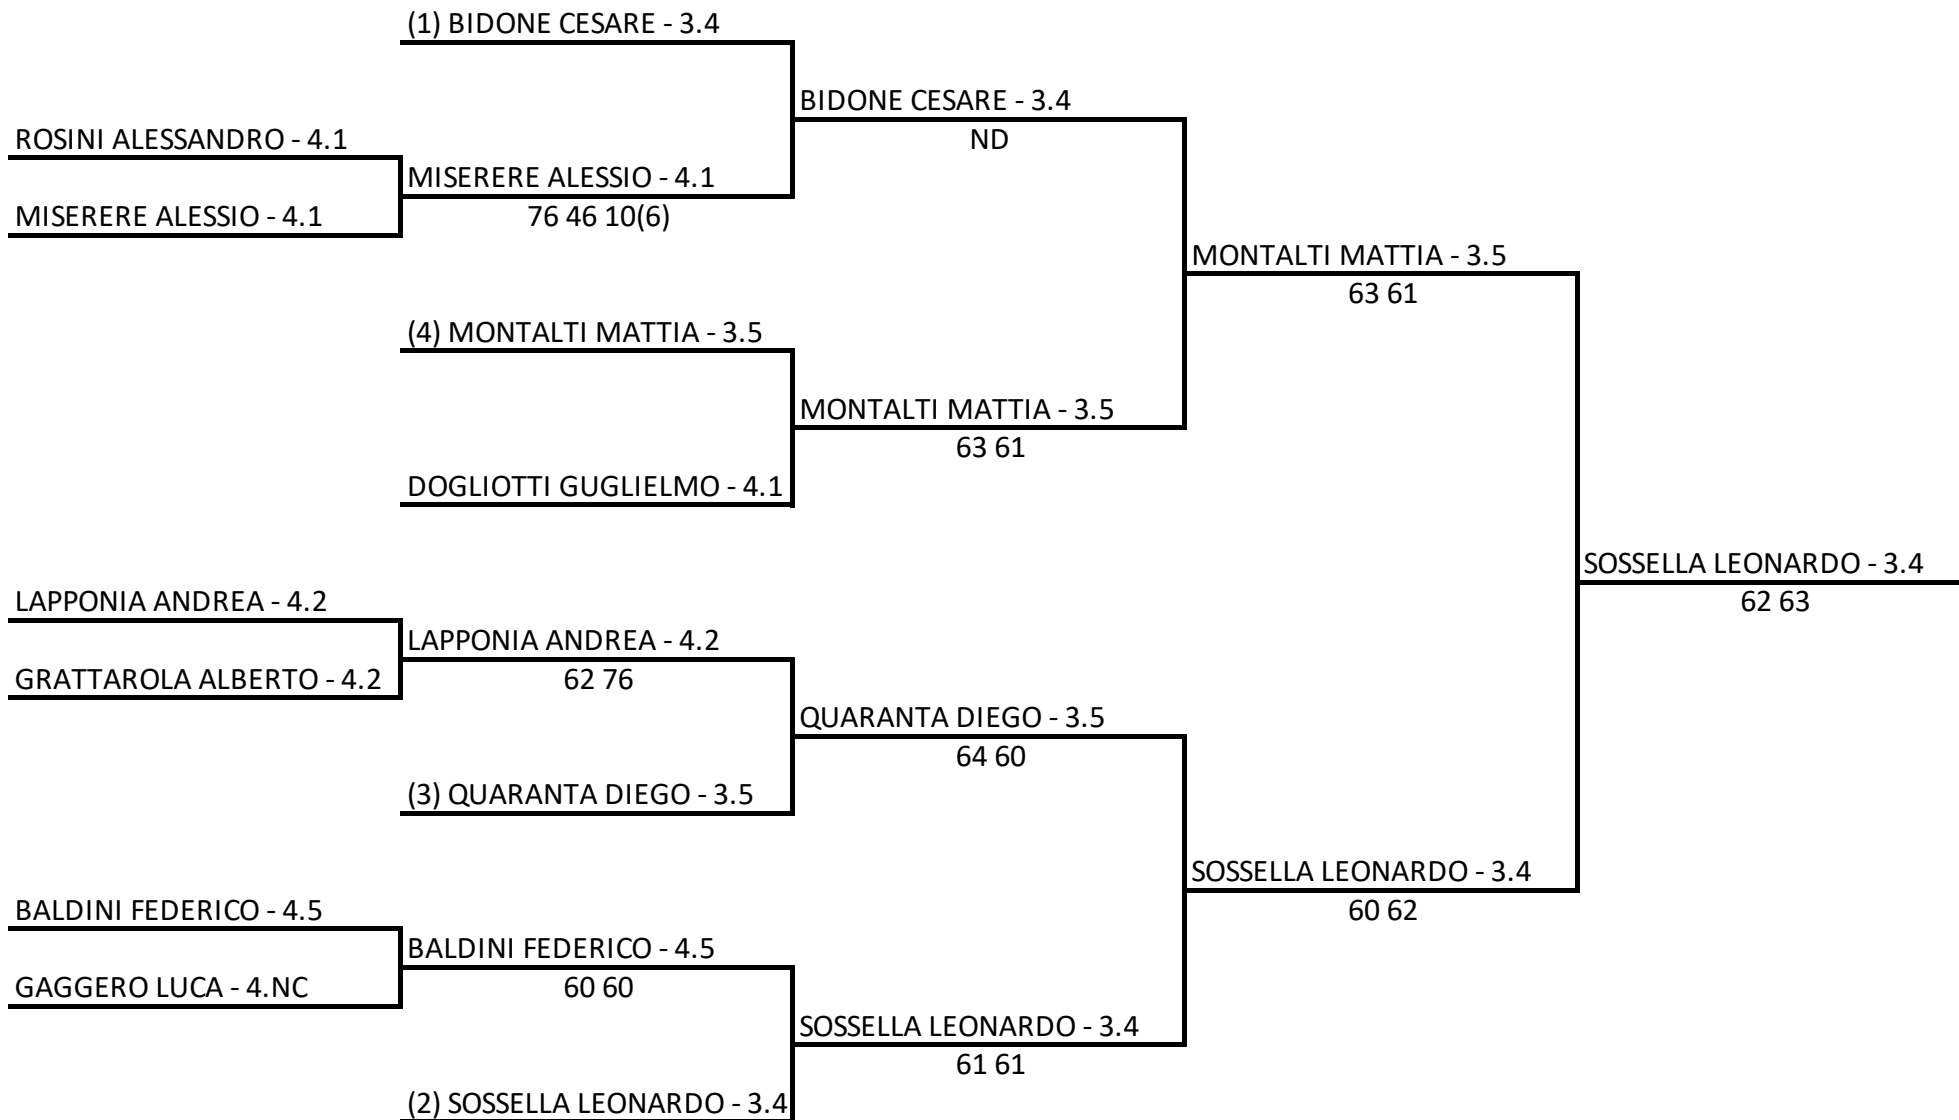 (1) BIDONE CESARE - 3.4
BIDONE CESARE - 3.4
ROSINI ALESSANDRO - 4.1
ND
MISERERE ALESSIO - 4.1
MISERERE ALESSIO - 4.1
76 46 10(6)
MONTALTI MATTIA - 3.5
63 61
(4) MONTALTI MATTIA - 3.5
MONTALTI MATTIA - 3.5
63 61
DOGLIOTTI GUGLIELMO - 4.1
SOSSELLA LEONARDO - 3.4
LAPPONIA ANDREA - 4.2
62 63
LAPPONIA ANDREA - 4.2
GRATTAROLA ALBERTO - 4.2
62 76
QUARANTA DIEGO - 3.5
64 60
(3) QUARANTA DIEGO - 3.5
SOSSELLA LEONARDO - 3.4
BALDINI FEDERICO - 4.5
60 62
BALDINI FEDERICO - 4.5
GAGGERO LUCA - 4.NC
60 60
SOSSELLA LEONARDO - 3.4
61 61
(2) SOSSELLA LEONARDO - 3.4